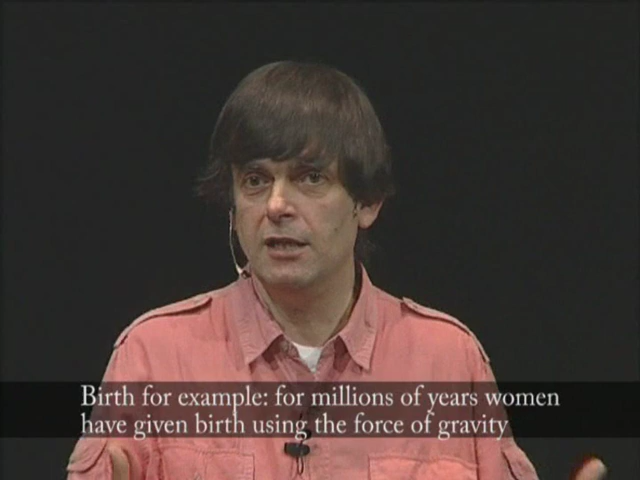 Birth for example: for millions of years women
have given birth using the force of gravity